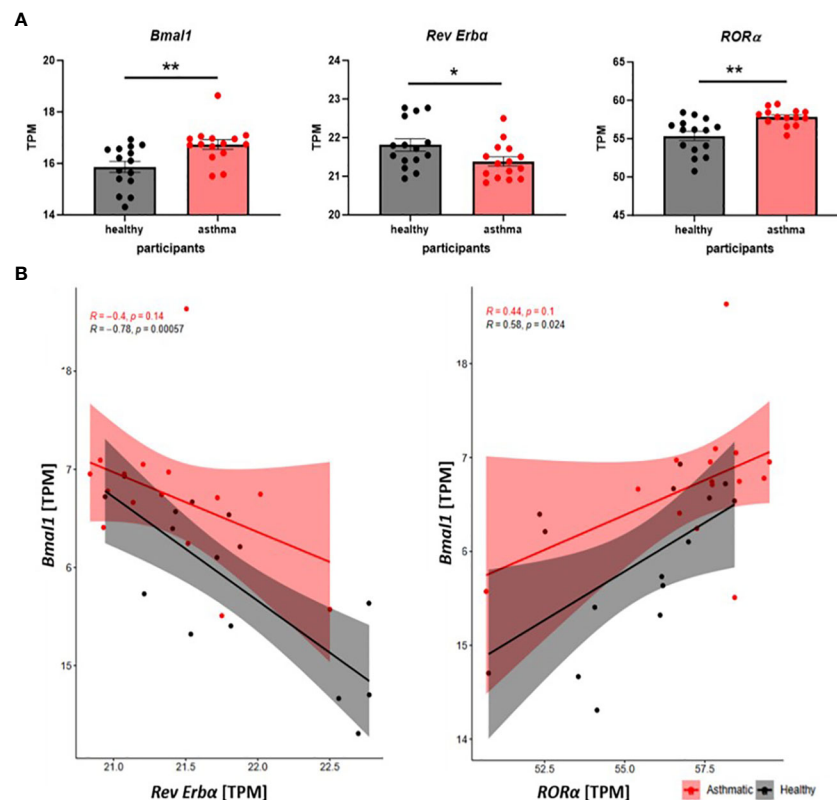 A
Bmal1
Rev Erbα
RORα
**
*
**
TPM
20
18
16
14
healthy
asthma
participants
TPM
24
23
22
21
20
healthy
asthma
participants
TPM
65
60
55
50
45
healthy
asthma
participants
B
R = −0.4, p = 0.14
R = −0.78, p = 0.00057
Bmal1 [TPM]
8
7
6
15
21.0
21.5
22.0
22.5
Rev Erbα [TPM]
R = 0.44, p = 0.1
R = 0.58, p = 0.024
Bmal1 [TPM]
18
7
6
15
14
52.5
55.0
57.5
RORα [TPM]
Asthmatic
Healthy